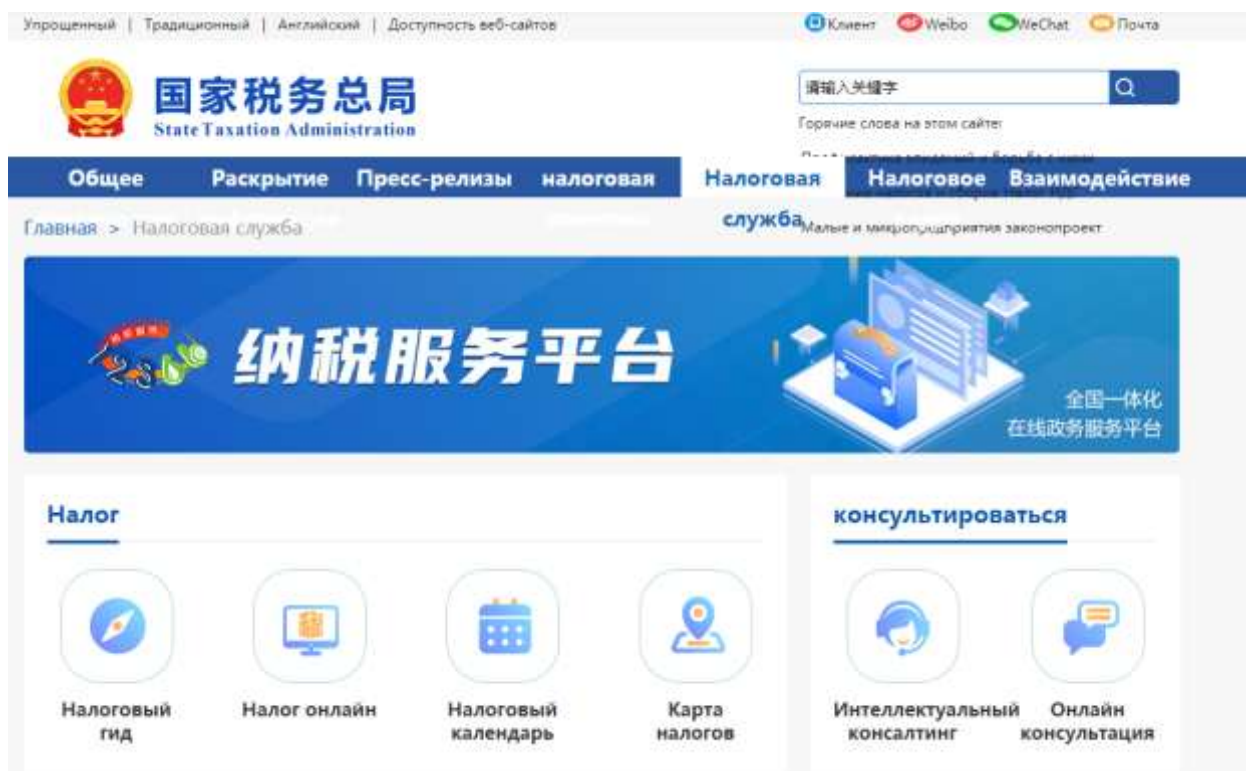 Упрощенный | Традиционный | Английский | Доступность веб-сайтов
Клиент Weibo WeChat Почта
国家税务总局
State Taxation Administration
请输入关键字
Горячие слова на этом сайте:
Общее Раскрытие Пресс-релизы налоговая Налоговая служба Налоговое Взаимодействие
Главная > Налоговая служба
Малые и микропредприятия законопроект
纳税服务平台
全国一体化
在线政务服务平台
Налог
консультироваться
Налоговый гид
Налог онлайн
Налоговый календарь
Карта налогов
Интеллектуальный консалтинг
Онлайн консультация